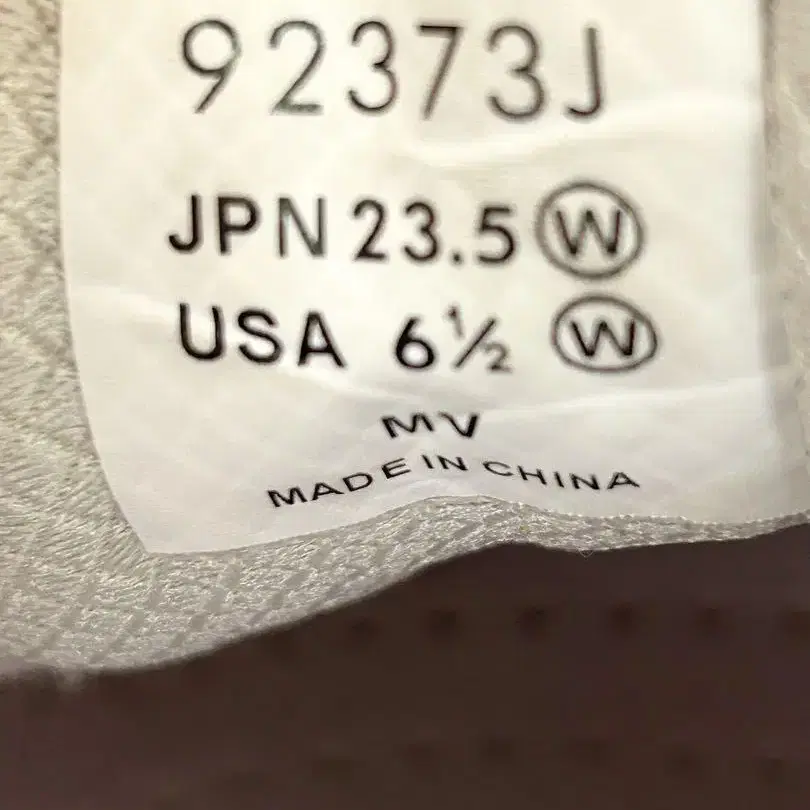 92373J
JPN 23.5 Ⓦ
USA 6½ Ⓦ
MV
MADE IN CHINA